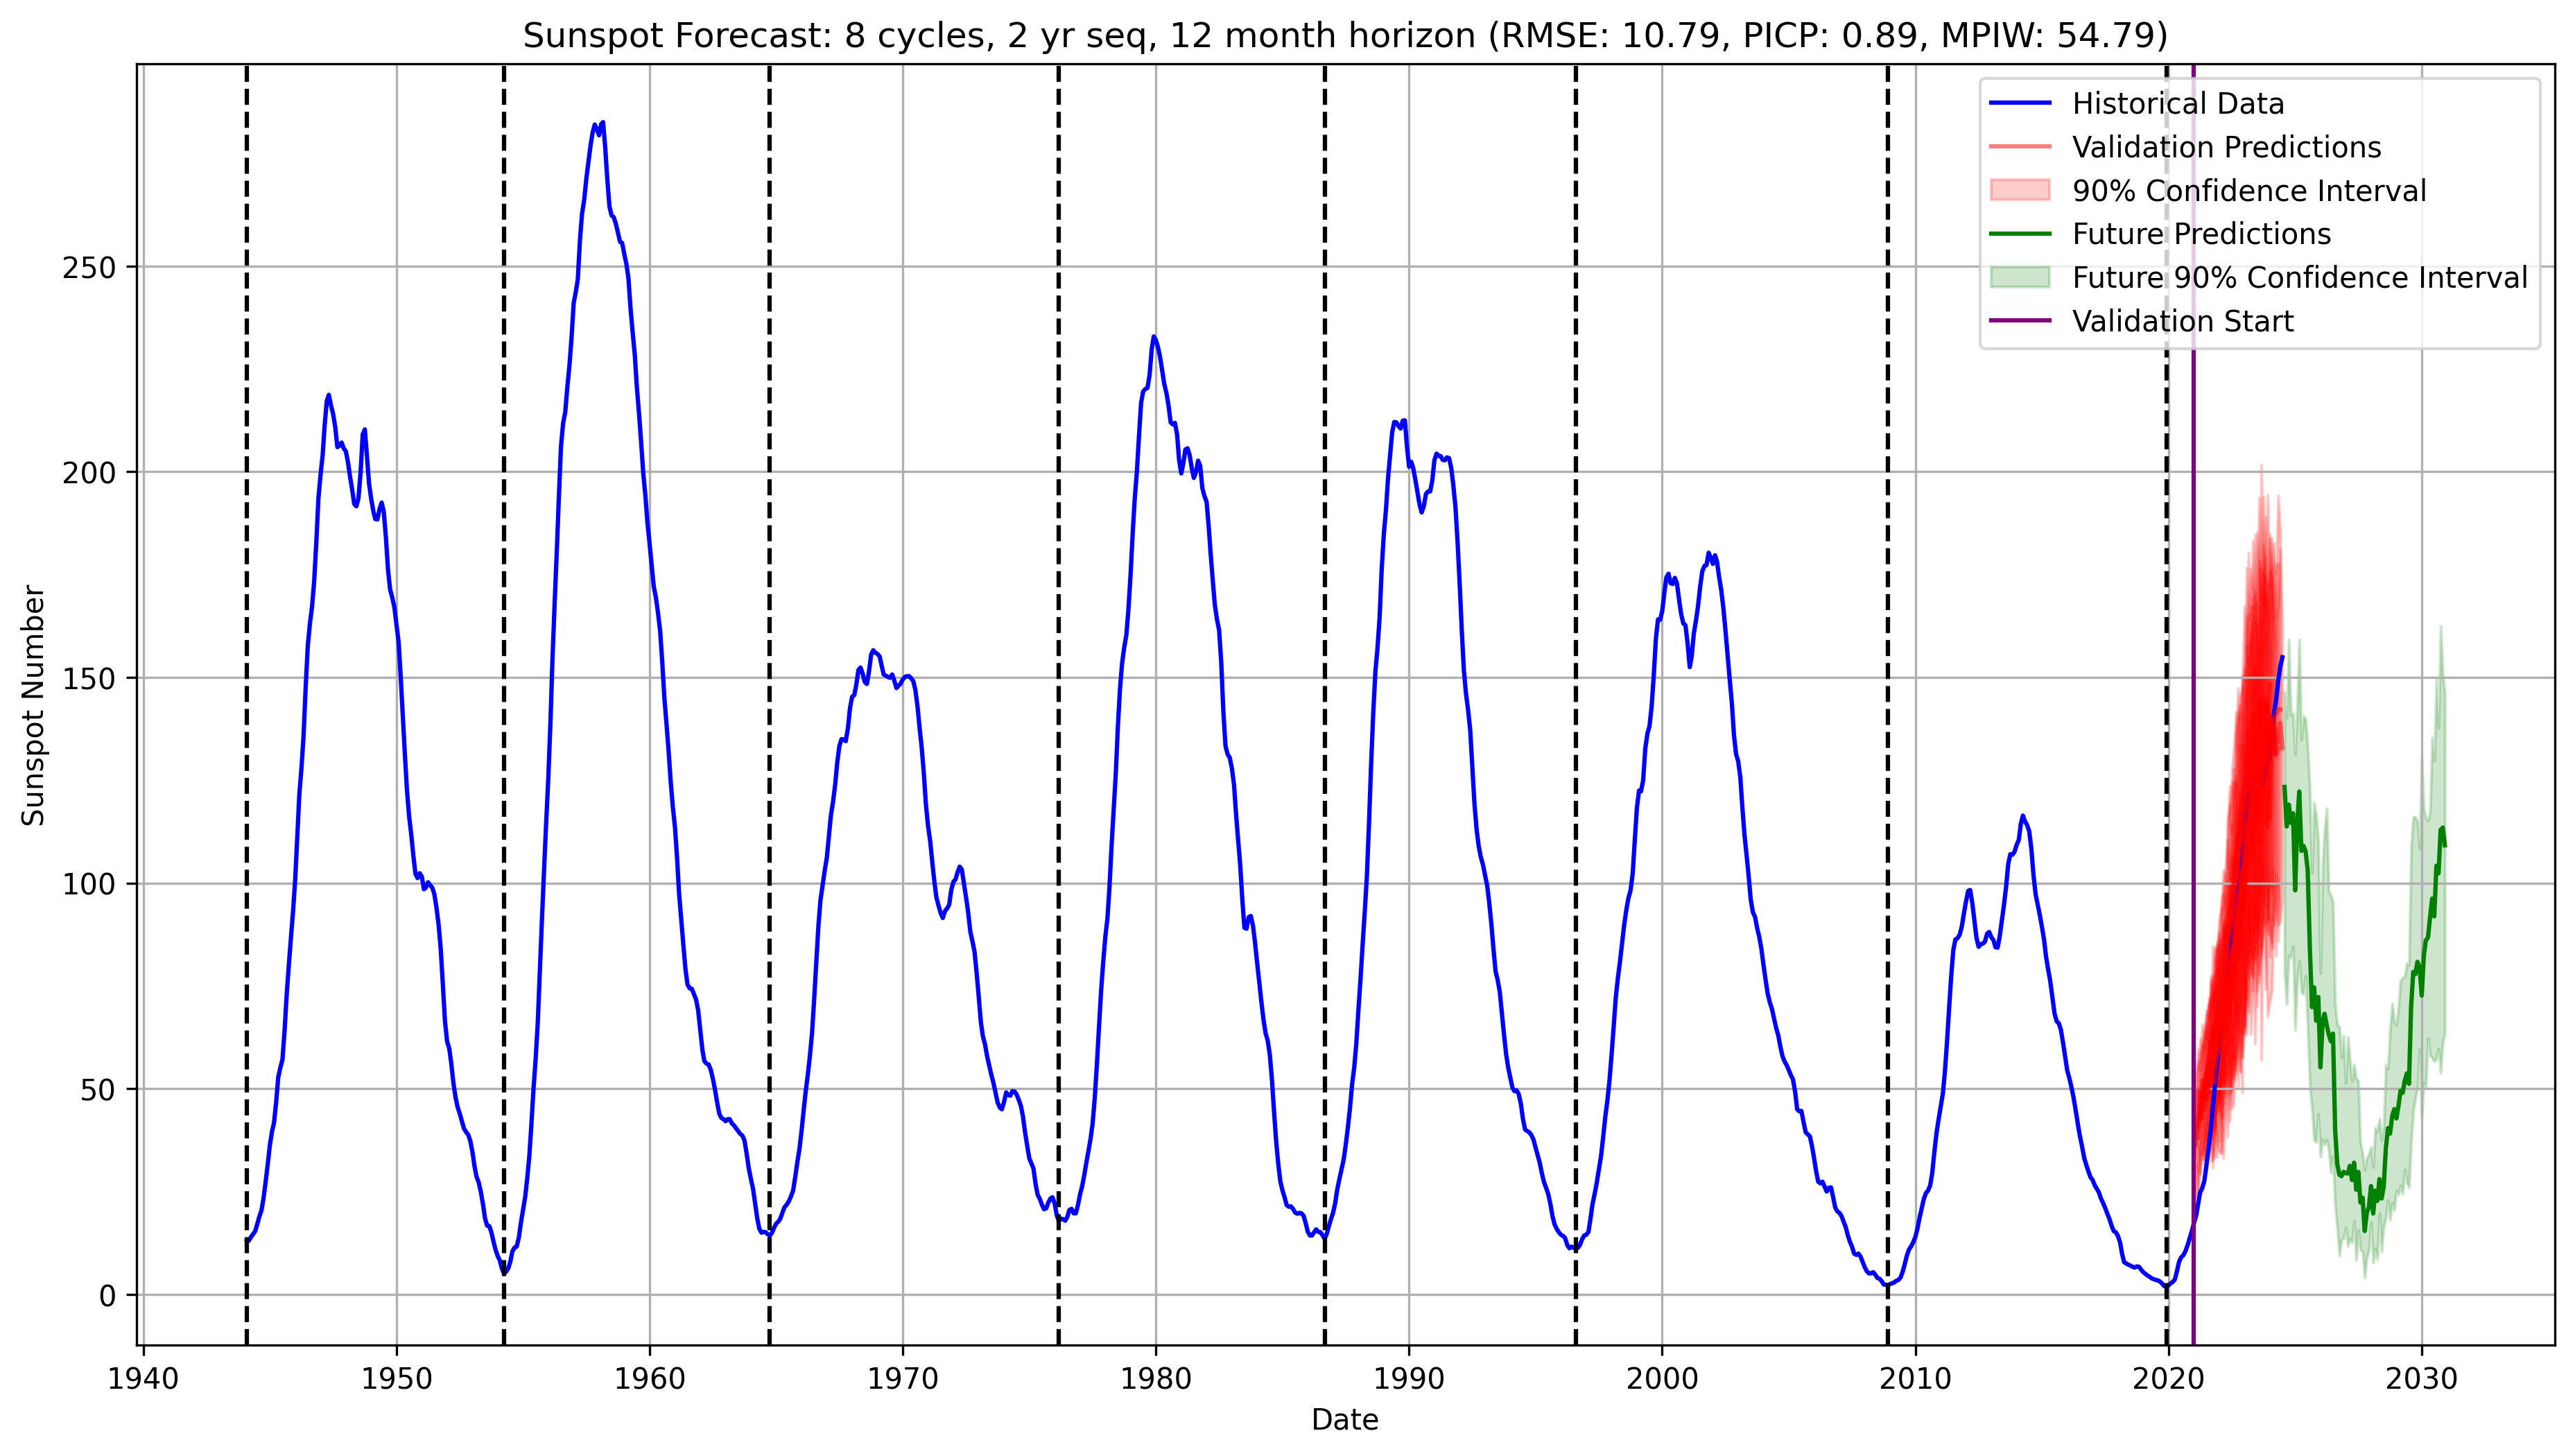 Sunspot Forecast: 8 cycles, 2 yr seq, 12 month horizon (RMSE: 10.79, PICP: 0.89, MPIW: 54.79)
Historical Data
Validation Predictions
90% Confidence Interval
Future Predictions
Future 90% Confidence Interval
Validation Start
Sunspot Number
250
200
150
100
50
0
1940 1950 1960 1970 1980 1990 2000 2010 2020 2030
Date